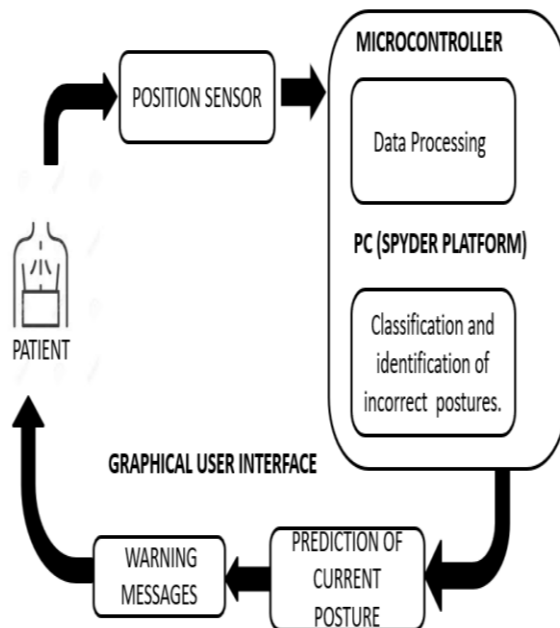 MICROCONTROLLER
POSITION SENSOR
Data Processing
PC (SPYDER PLATFORM)
Classification and
identification of
incorrect postures.
PATIENT
GRAPHICAL USER INTERFACE
WARNING
MESSAGES
PREDICTION OF
CURRENT
POSTURE